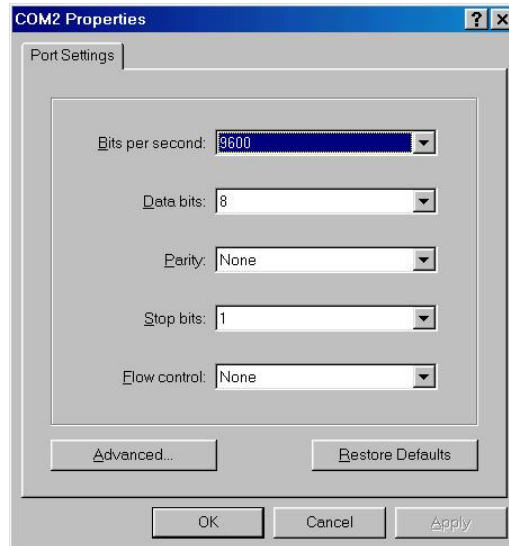 COM2 Properties
Port Settings
Bits per second: 9600
Data bits: 8
Parity: None
Stop bits: 1
Flow control: None
Advanced... Restore Defaults
OK Cancel Apply